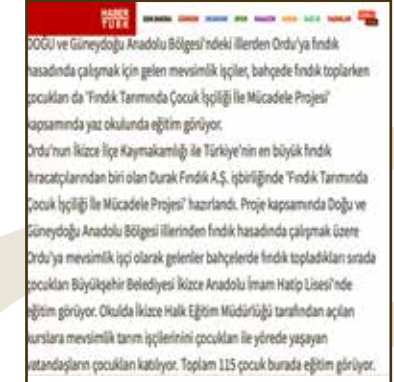 HABER
TÜRK
DOĞU ve Güneydoğu Anadolu Bölgesi'ndeki illerden Ordu'ya fındık
hasadında çalışmak için gelen mevsimlik işçiler, bahçede fındık toplarken
çocukları da "Fındık Tarımında Çocuk İşçiliği İle Mücadele Projesi"
kapsamında yaz okulunda eğitim görüyor.
Ordu'nun İkizce İlçe Kaymakamlığı ile Türkiye'nin en büyük fındık
ihracatçılarından biri olan Durak Fındık A.Ş. işbirliğinde "Fındık Tarımında
Çocuk İşçiliği İle Mücadele Projesi" hazırlandı. Proje kapsamında Doğu ve
Güneydoğu Anadolu Bölgesi illerinden fındık hasadında çalışmak üzere
Ordu'ya mevsimlik işçi olarak gelenler bahçelerde fındık topladıkları sırada
çocukları Büyükşehir Belediyesi İkizce Anadolu İmam Hatip Lisesi'nde
eğitim görüyor. Okulda İkizce Halk Eğitim Müdürlüğü tarafından açılan
kurslara mevsimlik tarım işçilerinini çocukları ile yörede yaşayan
vatandaşların çocukları katılıyor. Toplam 115 çocuk burada eğitim görüyor.